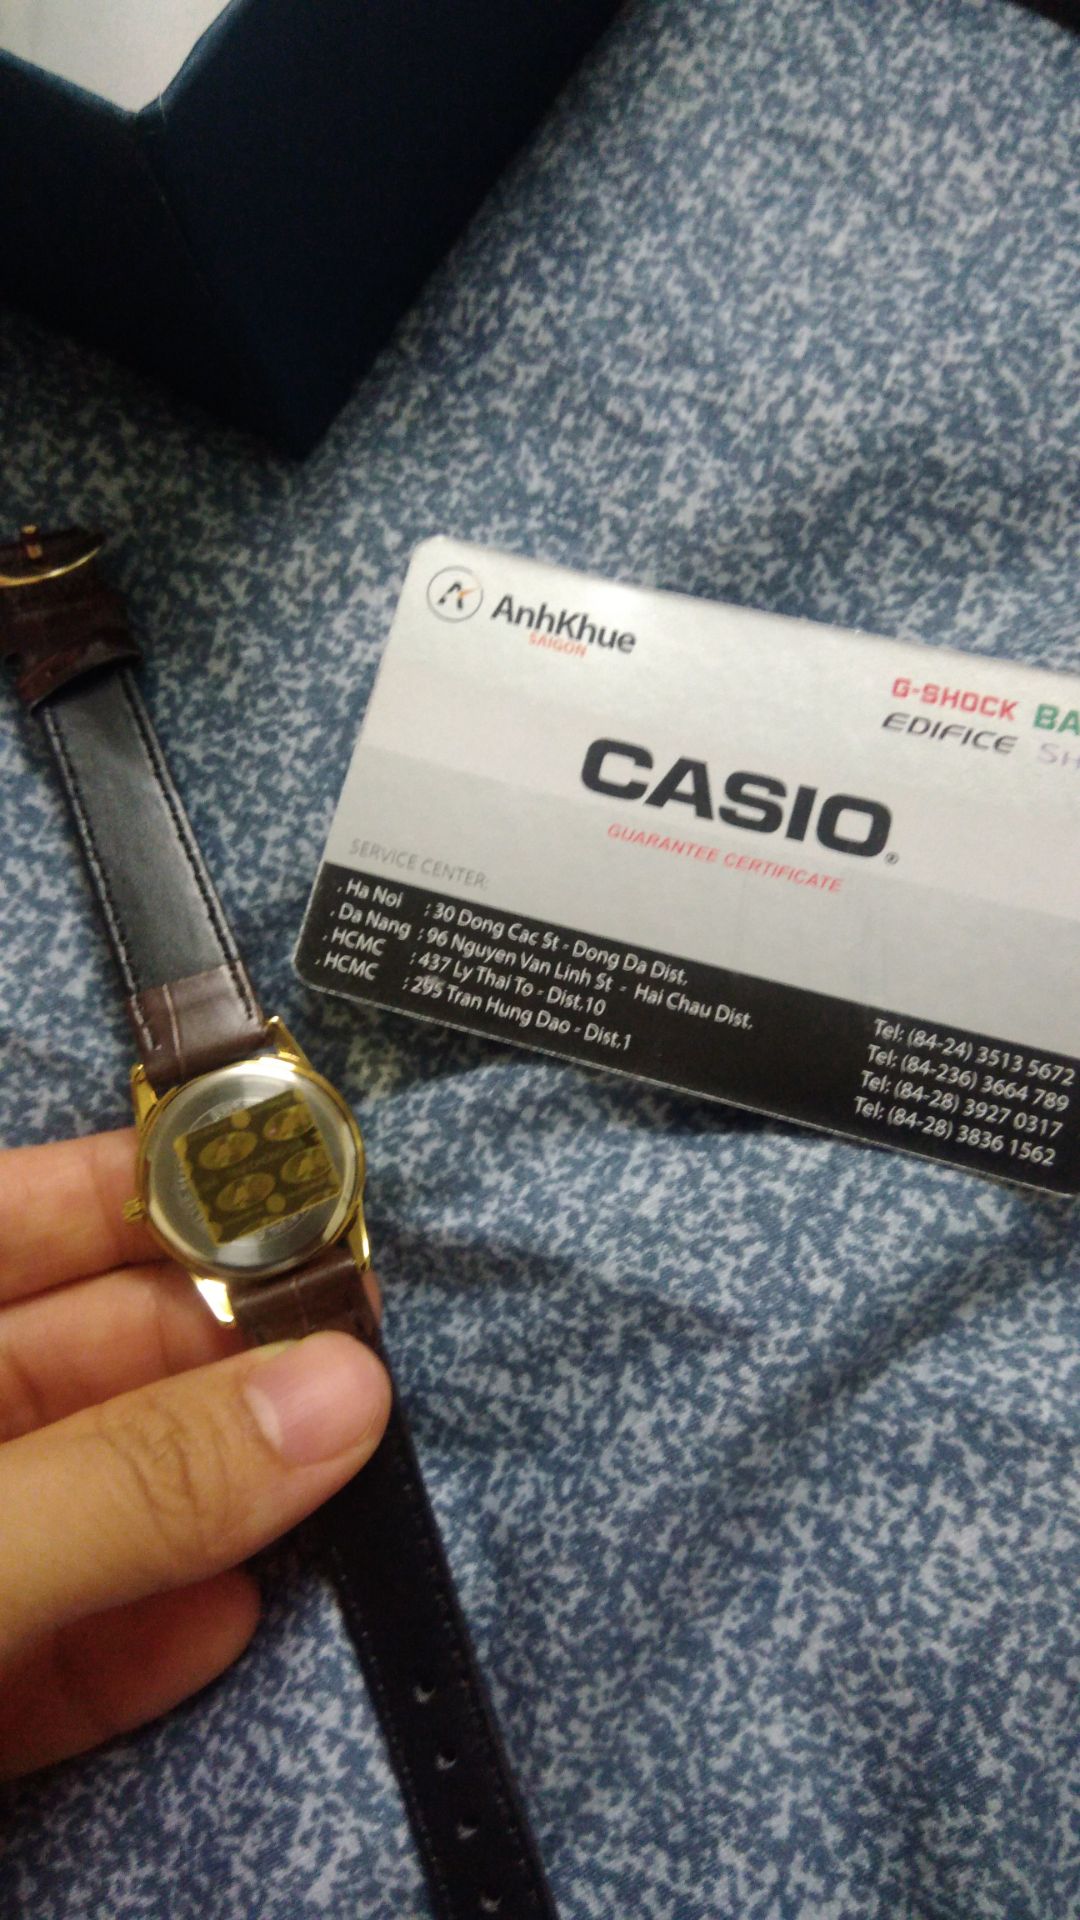 AnhKhue
SAIGON
G-SHOCK BA
EDIFICE SH
CASIO®
GUARANTEE CERTIFICATE
SERVICE CENTER:
. Ha Noi : 30 Dong Cac St - Dong Da Dist. Tel: (84-24) 3513 5672
. Da Nang : 96 Nguyen Van Linh St - Hai Chau Dist. Tel: (84-236) 3664 789
. HCMC : 437 Ly Thai To - Dist.10 Tel: (84-28) 3927 0317
. HCMC : 295 Tran Hung Dao - Dist.1 Tel: (84-28) 3836 1562